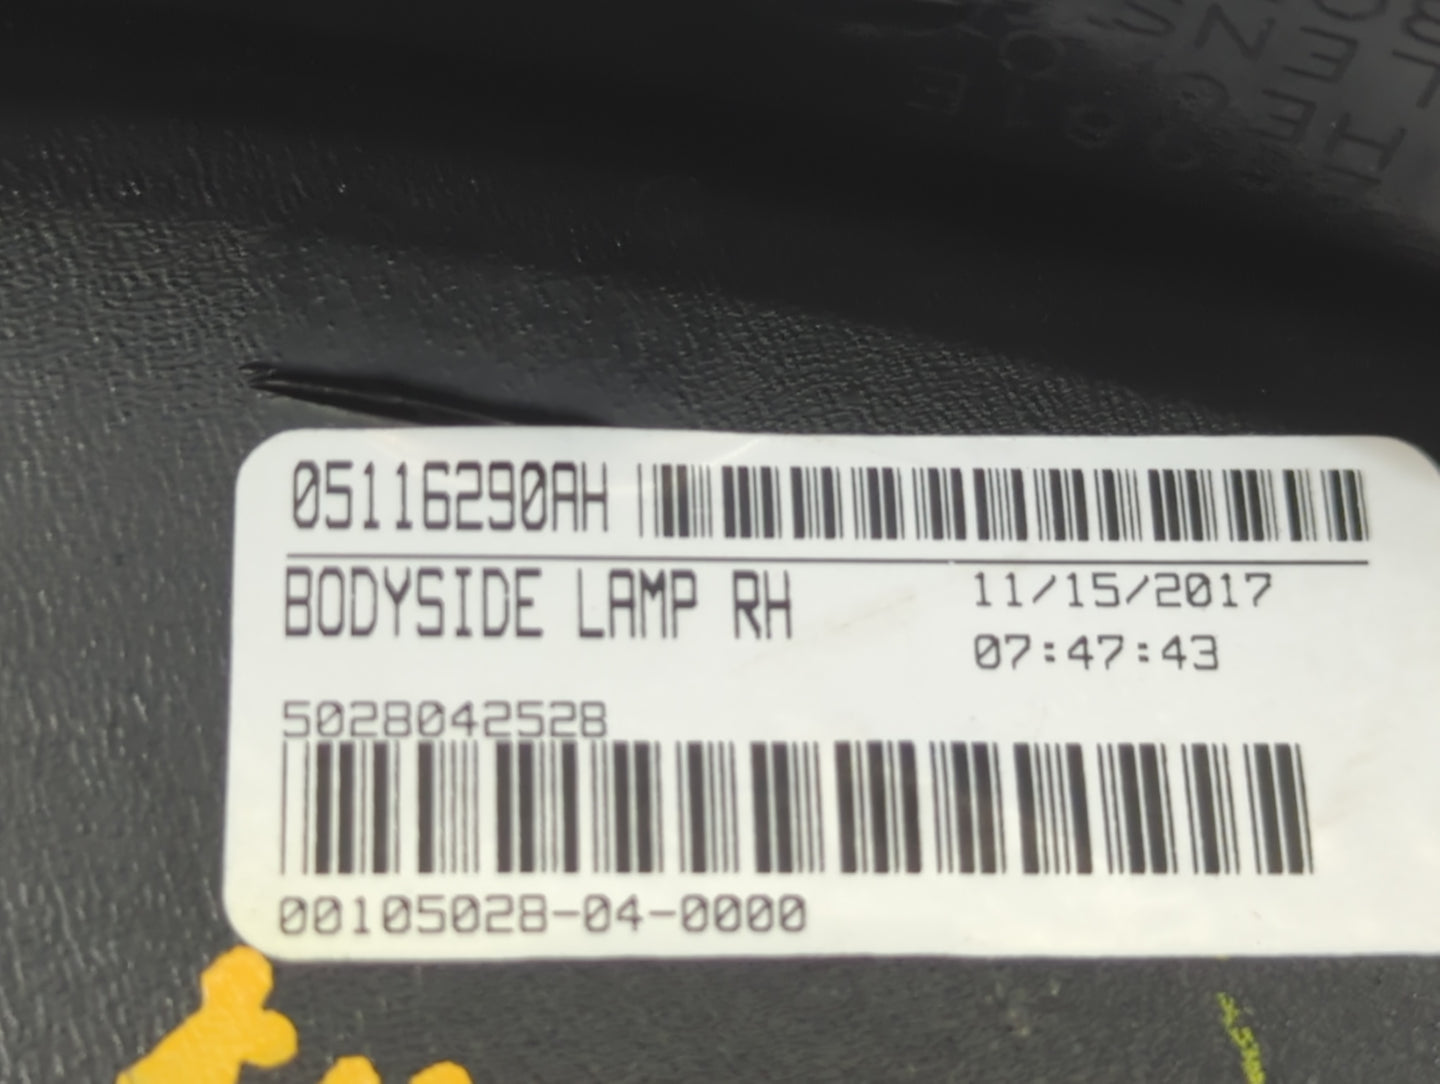 05116290AH
BODYSIDE LAMP RH
11/15/2017
07:47:43
5028042528
00105028-04-0000